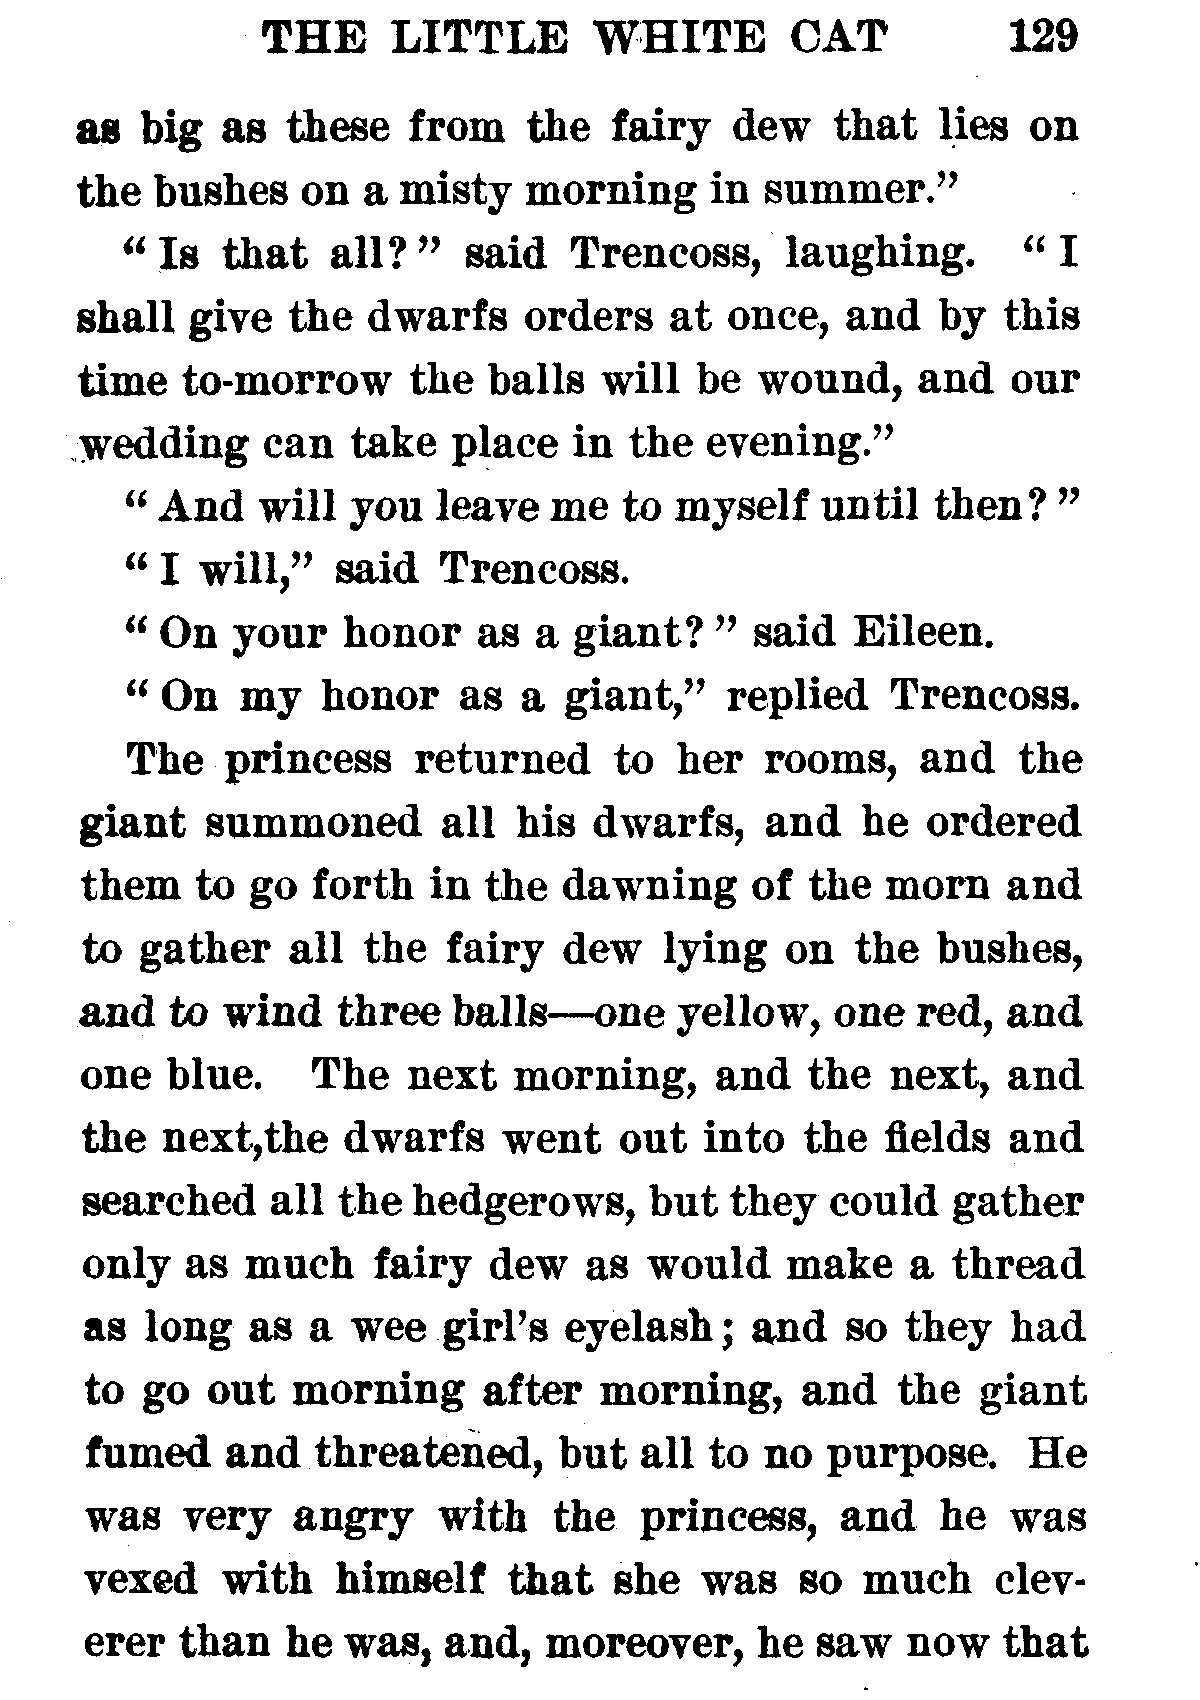 THE LITTLE WHITE CAT 129
as big as these from the fairy dew that lies on
the bushes on a misty morning in summer.”
“ Is that all? ” said Trencoss, laughing. “ I
shall give the dwarfs orders at once, and by this
time to-morrow the balls will be wound, and our
wedding can take place in the evening.”
“ And will you leave me to myself until then? ”
“ I will,” said Trencoss.
“ On your honor as a giant? ” said Eileen.
“ On my honor as a giant,” replied Trencoss.
The princess returned to her rooms, and the
giant summoned all his dwarfs, and he ordered
them to go forth in the dawning of the morn and
to gather all the fairy dew lying on the bushes,
and to wind three balls—one yellow, one red, and
one blue. The next morning, and the next, and
the next,the dwarfs went out into the fields and
searched all the hedgerows, but they could gather
only as much fairy dew as would make a thread
as long as a wee girl’s eyelash; and so they had
to go out morning after morning, and the giant
fumed and threatened, but all to no purpose. He
was very angry with the princess, and he was
vexed with himself that she was so much clev-
erer than he was, and, moreover, he saw now that